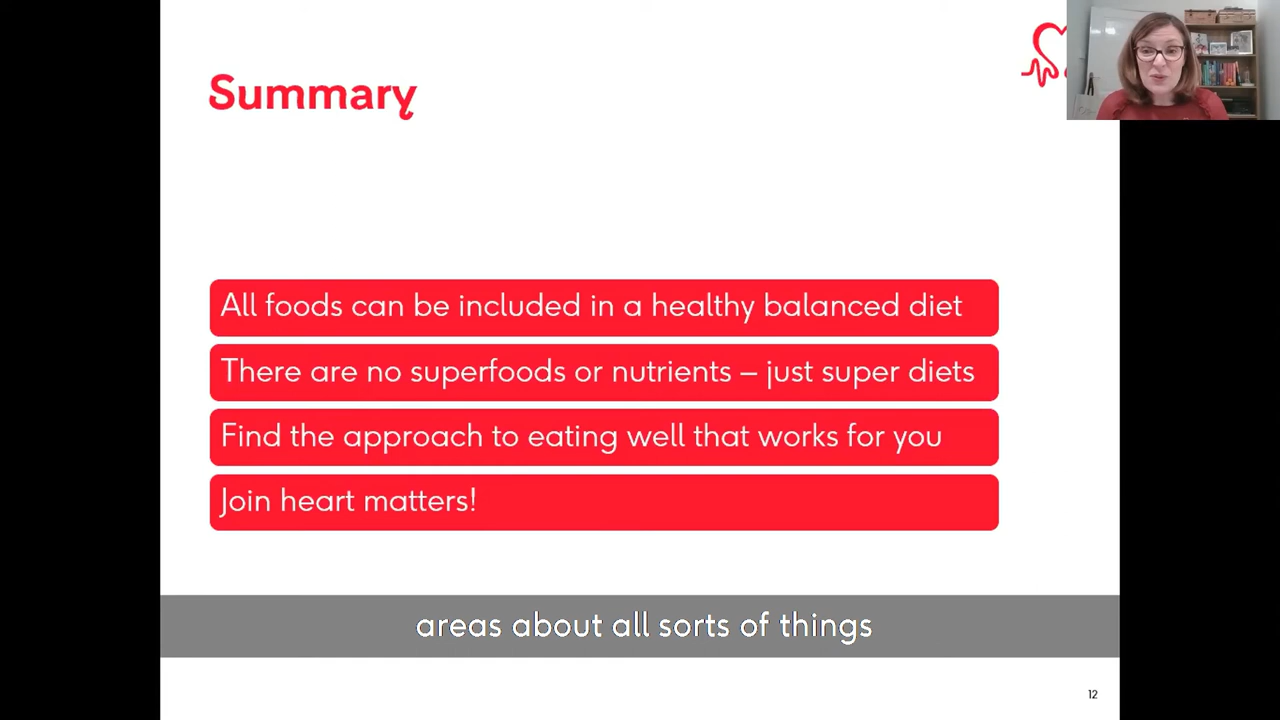 Summary
All foods can be included in a healthy balanced diet
There are no superfoods or nutrients – just super diets
Find the approach to eating well that works for you
Join heart matters!
areas about all sorts of things
12